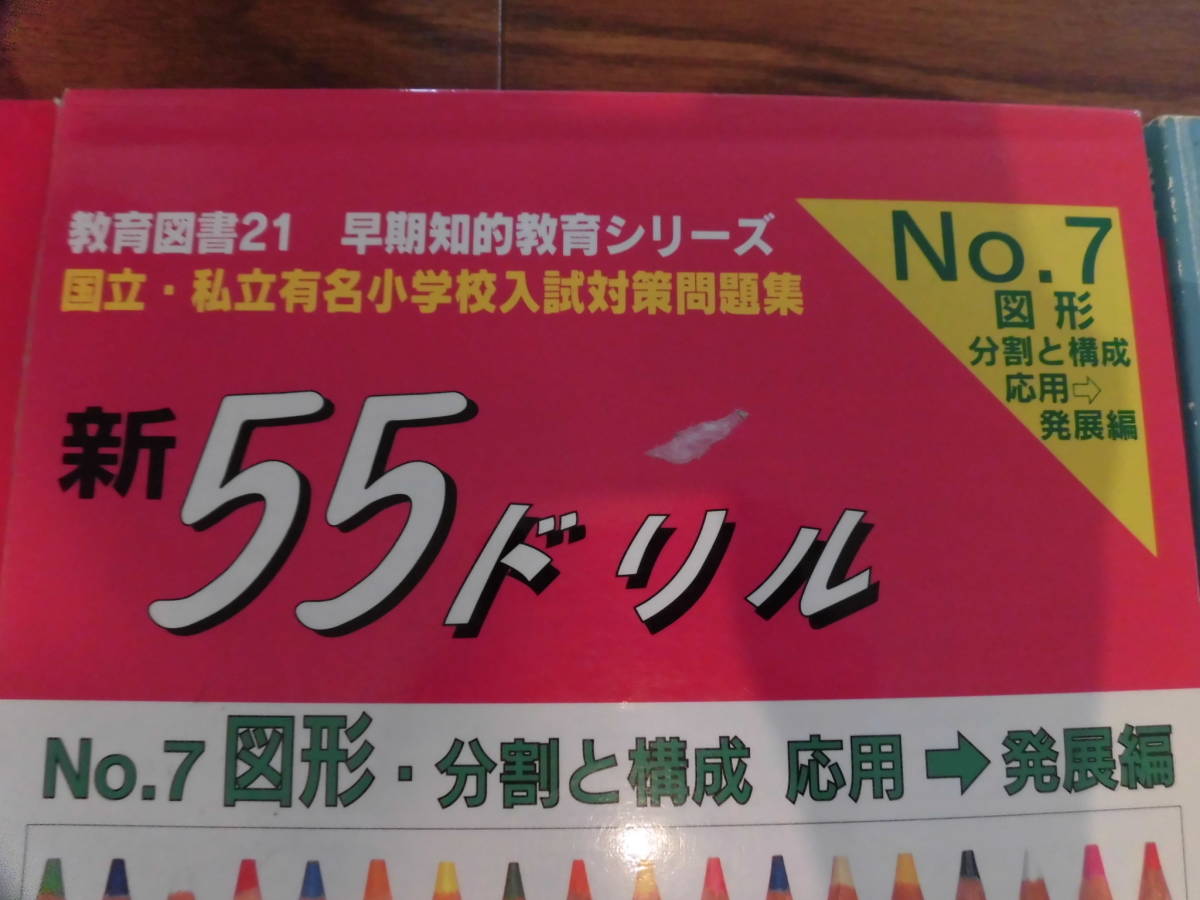 教育図書21 早期知的教育シリーズ
国立・私立有名小学校入試対策問題集
No.7
図形
分割と構成
応用⇨
発展編
新55ドリル
No.7 図形・分割と構成 応用➡発展編